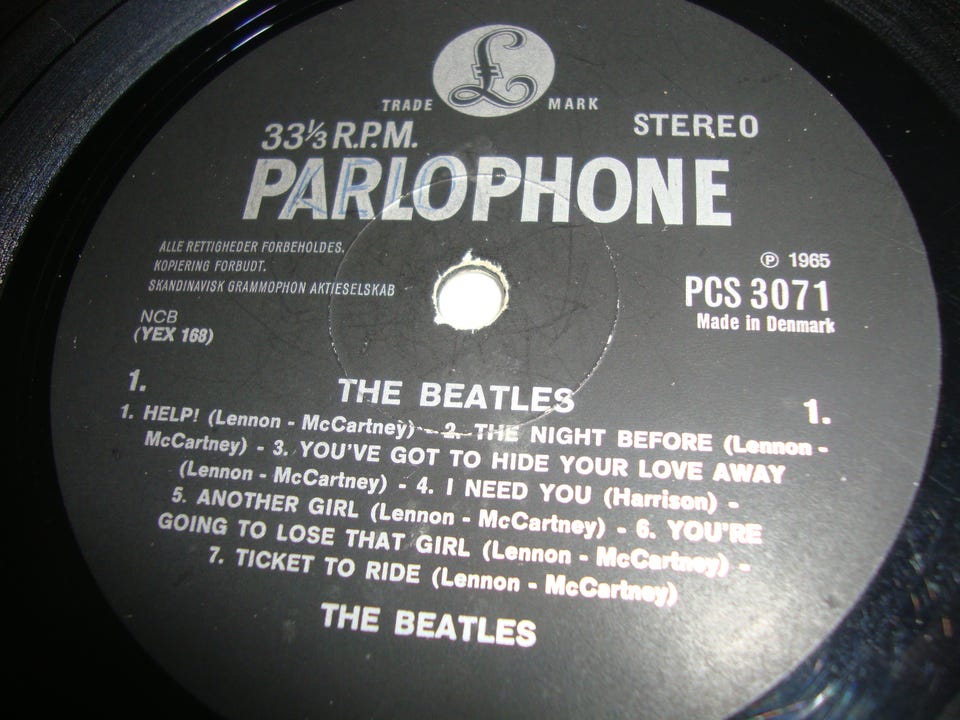 £
TRADE MARK
33⅓ R.P.M.
STEREO
PARLOPHONE
ALLE RETTIGHEDER FORBEHOLDES.
KOPIERING FORBUDT.
SKANDINAVISK GRAMMOPHON AKTIESELSKAB
℗ 1965
PCS 3071
Made in Denmark
NCB
(YEX 168)
1.
1.
THE BEATLES
1. HELP! (Lennon - McCartney) - 2. THE NIGHT BEFORE (Lennon -
McCartney) - 3. YOU'VE GOT TO HIDE YOUR LOVE AWAY
(Lennon - McCartney) - 4. I NEED YOU (Harrison) -
5. ANOTHER GIRL (Lennon - McCartney) - 6. YOU'RE
GOING TO LOSE THAT GIRL (Lennon - McCartney) -
7. TICKET TO RIDE (Lennon - McCartney)
THE BEATLES